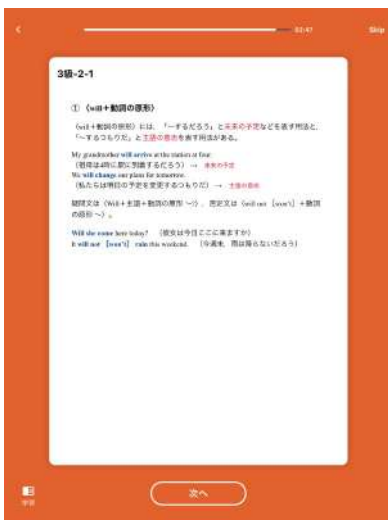 02:47
Skip
3級-2-1
① 〈will+動詞の原形〉
〈will+動詞の原形〉には、「～するだろう」と未来の予定などを表す用法と、
「～するつもりだ」と主語の意志を表す用法がある。
My grandmother will arrive at the station at four.
（祖母は4時に駅に到着するだろう） → 未来の予定
We will change our plans for tomorrow.
（私たちは明日の予定を変更するつもりだ） → 主語の意志
疑問文は〈Will+主語+動詞の原形 ～?〉、否定文は〈will not［won't］+動詞
の原形 ～〉。
Will she come here today? （彼女は今日ここに来ますか）
It will not［won't］rain this weekend. （今週末、雨は降らないだろう）
学習
次へ